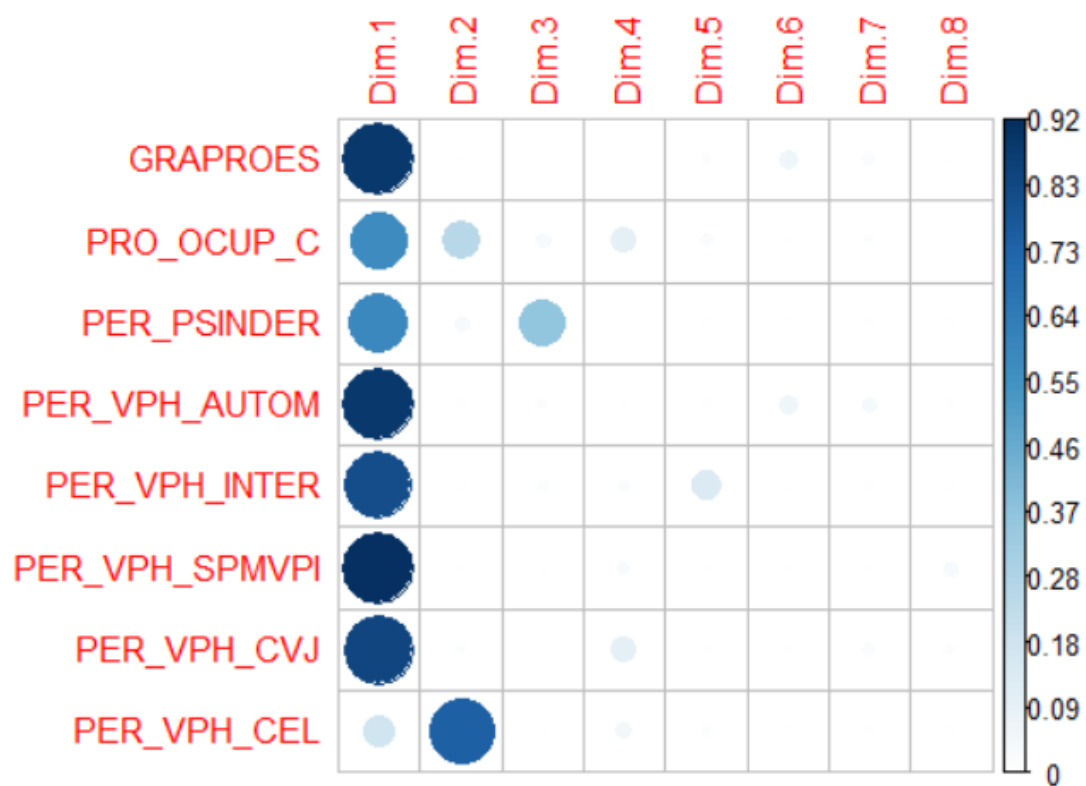 Dim.1 Dim.2 Dim.3 Dim.4 Dim.5 Dim.6 Dim.7 Dim.8
GRAPROES
PRO_OCUP_C
PER_PSINDER
PER_VPH_AUTOM
PER_VPH_INTER
PER_VPH_SPMVPI
PER_VPH_CVJ
PER_VPH_CEL
0.92
0.83
0.73
0.64
0.55
0.46
0.37
0.28
0.18
0.09
0